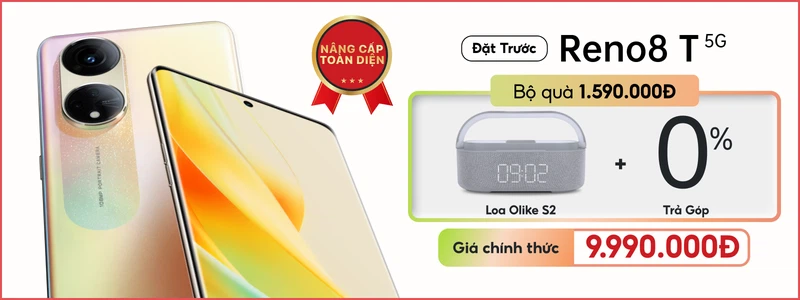 NÂNG CẤP
TOÀN DIỆN
Đặt Trước
Reno8 T 5G
Bộ quà 1.590.000Đ
09:02
+
0%
Loa Olike S2
Trả Góp
Giá chính thức
9.990.000Đ
108MP PORTRAIT CAMERA